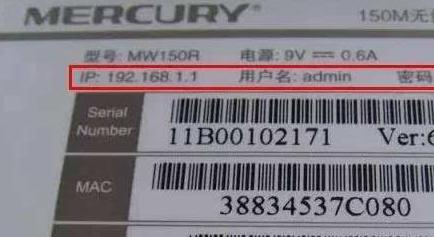 MERCURY®
150M无
型号: MW150R 电源: 9V ⎓ 0.6A
IP: 192.168.1.1 用户名: admin 密码
Serial
Number
11B00102171 Ver:6
MAC
38834537C080